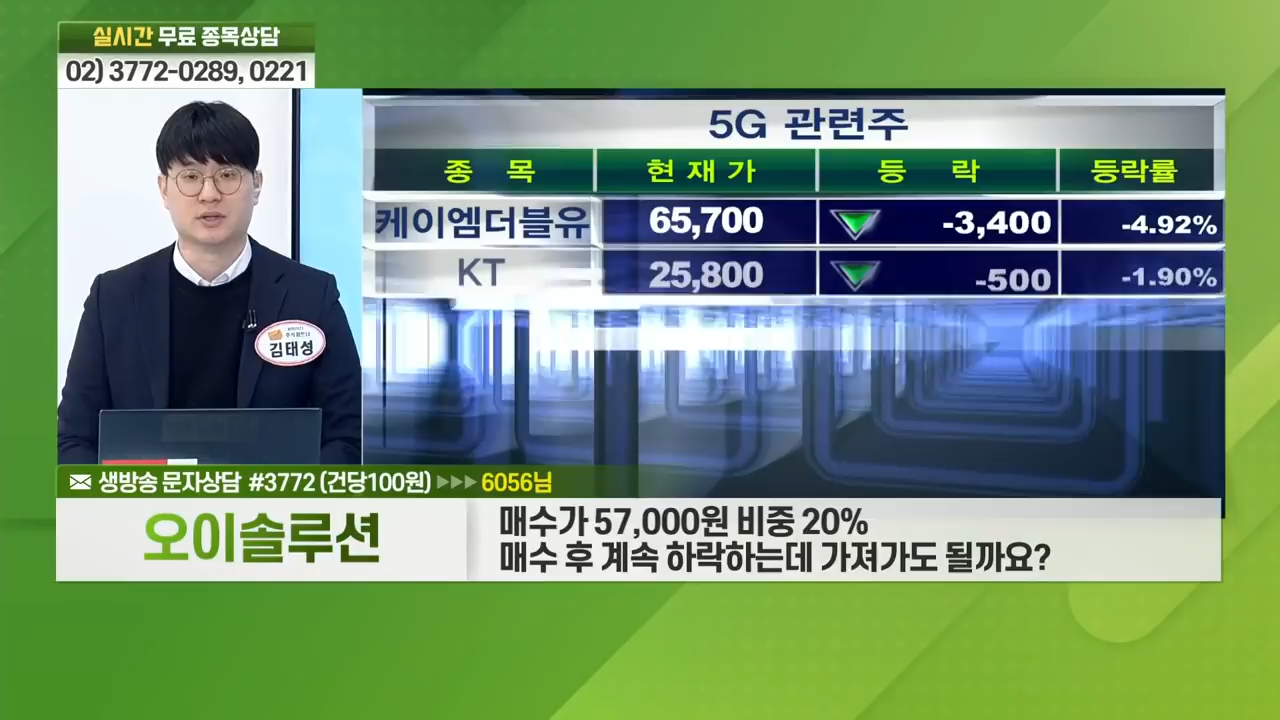 실시간 무료 종목상담
02) 3772-0289, 0221
5G 관련주
종 목 현 재 가 등 락 등락률
케이엠더블유 65,700 -3,400 -4.92%
KT 25,800 -500 -1.90%
김태성
생방송 문자상담 #3772 (건당100원) 6056님
오이솔루션
매수가 57,000원 비중 20%
매수 후 계속 하락하는데 가져가도 될까요?